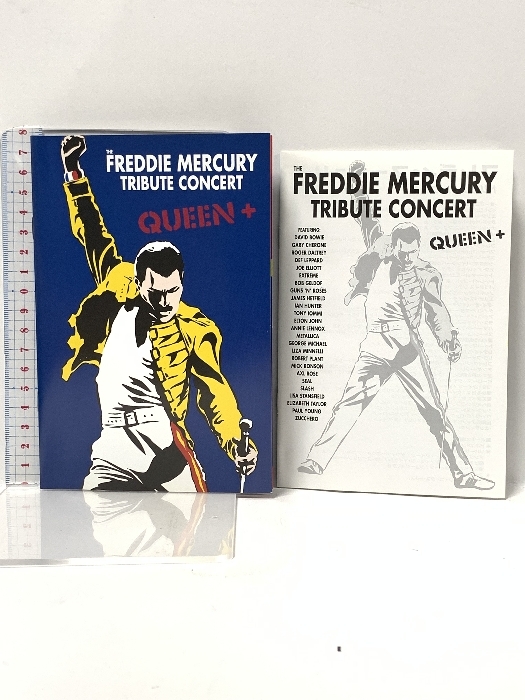 THE
FREDDIE MERCURY
TRIBUTE CONCERT
QUEEN +
THE
FREDDIE MERCURY
TRIBUTE CONCERT
QUEEN +
FEATURING
DAVID BOWIE
GARY CHERONE
ROGER DALTREY
DEF LEPPARD
JOE ELLIOTT
EXTREME
BOB GELDOF
GUNS 'N' ROSES
JAMES HETFIELD
IAN HUNTER
TONY IOMMI
ELTON JOHN
ANNIE LENNOX
METALLICA
GEORGE MICHAEL
LIZA MINNELLI
ROBERT PLANT
MICK RONSON
AXL ROSE
SEAL
SLASH
LISA STANSFIELD
ELIZABETH TAYLOR
PAUL YOUNG
ZUCCHERO